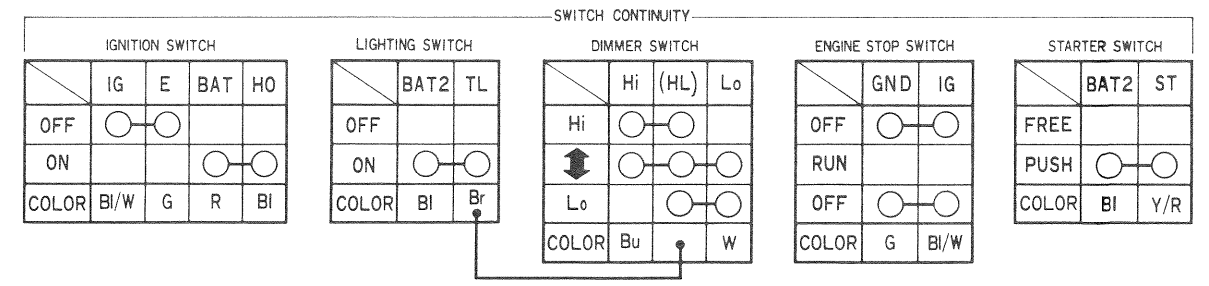 SWITCH CONTINUITY
IGNITION SWITCH
IG E BAT HO
OFF
ON
COLOR Bl/W G R Bl
LIGHTING SWITCH
BAT2 TL
OFF
ON
COLOR Bl Br
DIMMER SWITCH
Hi (HL) Lo
Hi
Lo
COLOR Bu W
ENGINE STOP SWITCH
GND IG
OFF
RUN
OFF
COLOR G Bl/W
STARTER SWITCH
BAT2 ST
FREE
PUSH
COLOR Bl Y/R